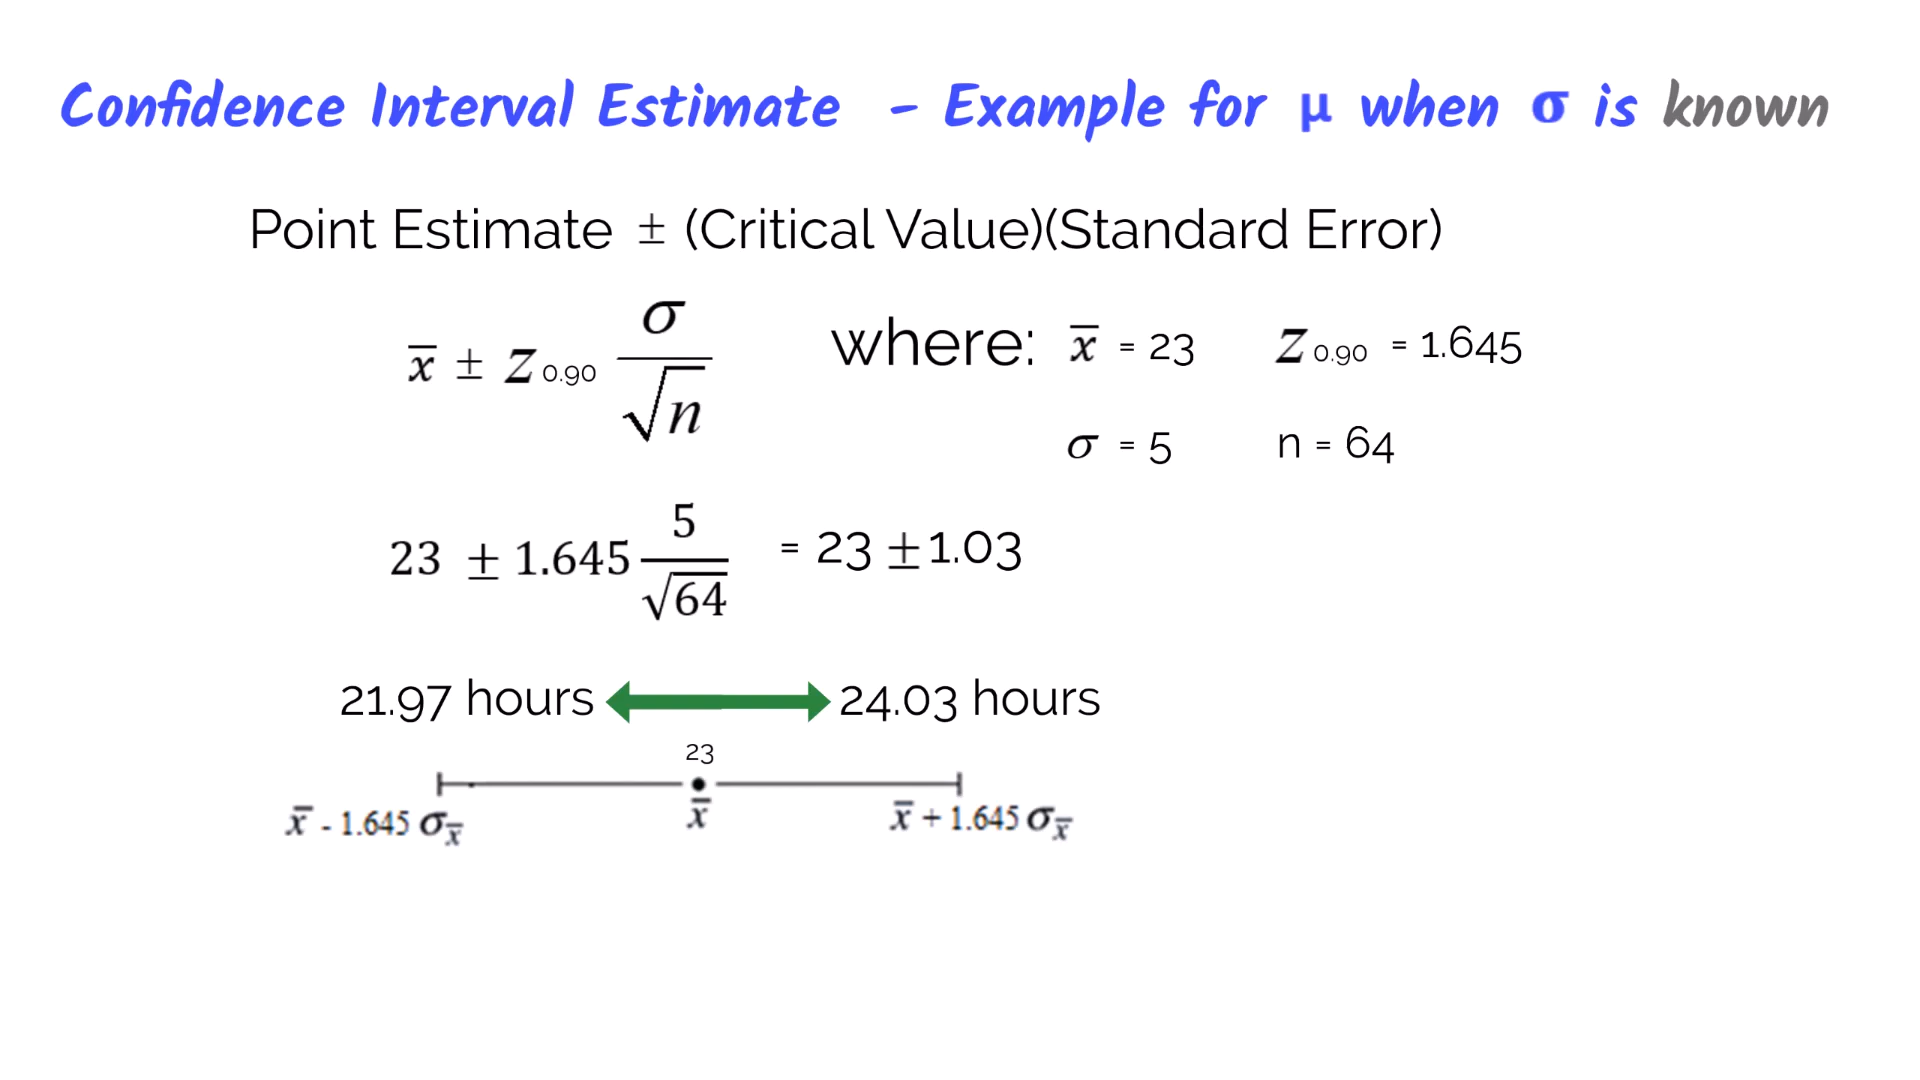 Confidence Interval Estimate - Example for μ when σ is known
Point Estimate ± (Critical Value)(Standard Error)
x̄ ± Z 0.90 σ/√n where: x̄ = 23 Z 0.90 = 1.645
σ = 5 n = 64
23 ± 1.645 5/√64 = 23 ± 1.03
21.97 hours 24.03 hours
23
x̄ - 1.645 σx̄ x̄ x̄ + 1.645 σx̄